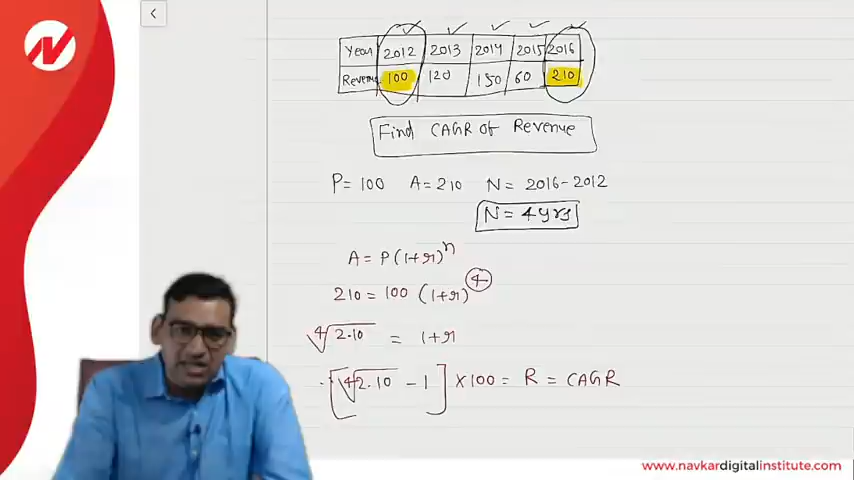 Year 2012 2013 2014 2015 2016
Revenue 100 120 150 60 210
Find CAGR of Revenue
P = 100 A = 210 N = 2016 - 2012
N = 4 yrs
A = P (1+r)^n
210 = 100 (1+r)^4
∜2.10 = 1+r
[∜2.10 - 1] × 100 = R = CAGR
www.navkardigitalinstitute.com